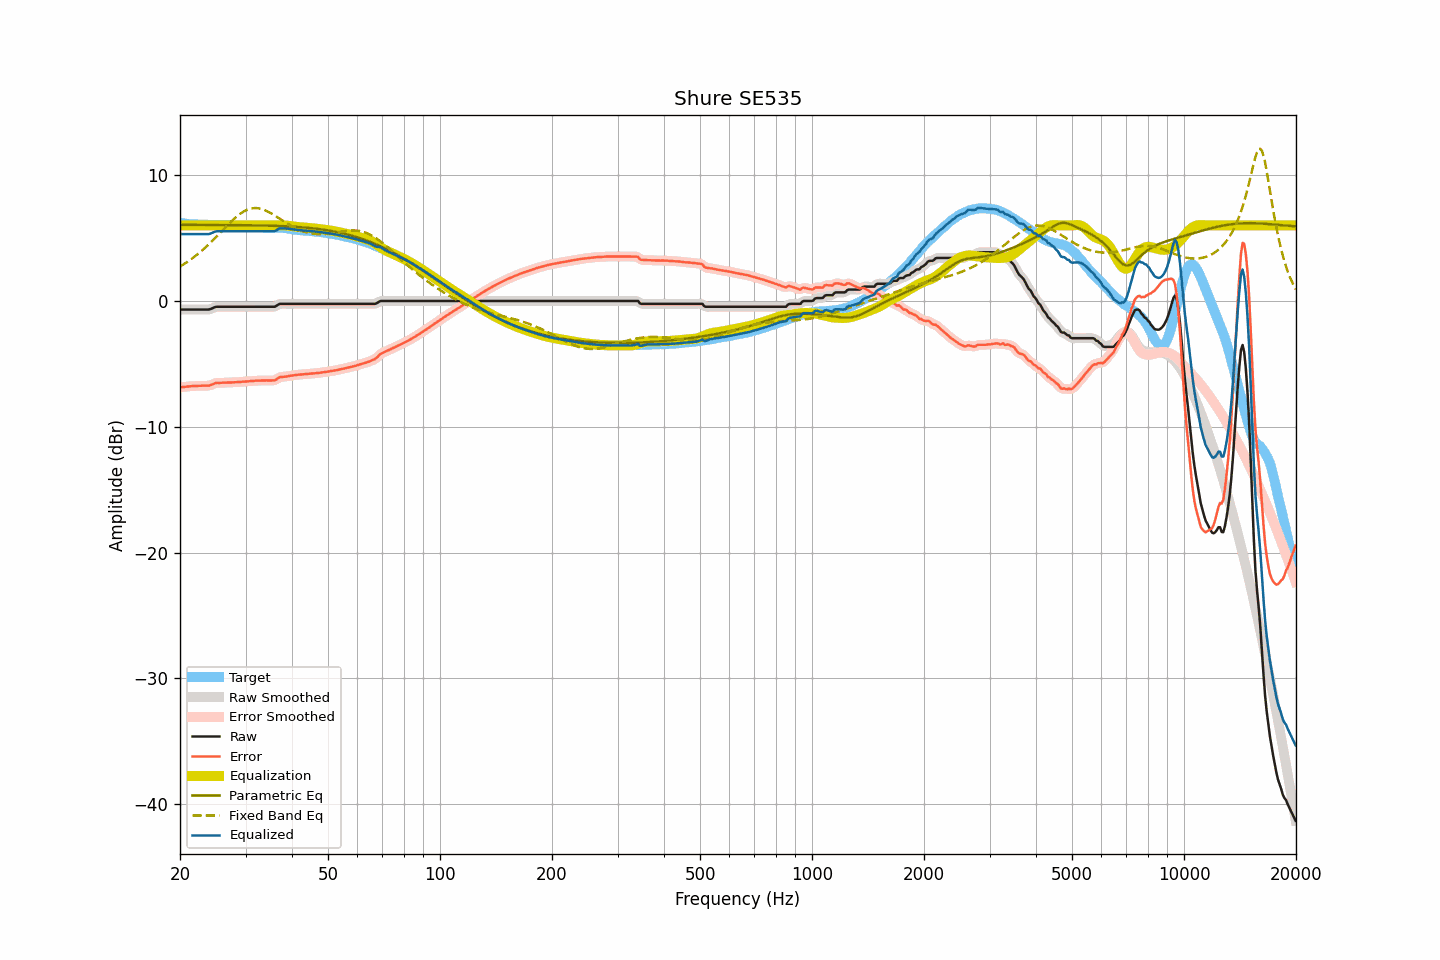 Shure SE535
Amplitude (dBr)
10
0
−10
−20
−30
−40
Target
Raw Smoothed
Error Smoothed
Raw
Error
Equalization
Parametric Eq
Fixed Band Eq
Equalized
20 50 100 200 500 1000 2000 5000 10000 20000
Frequency (Hz)